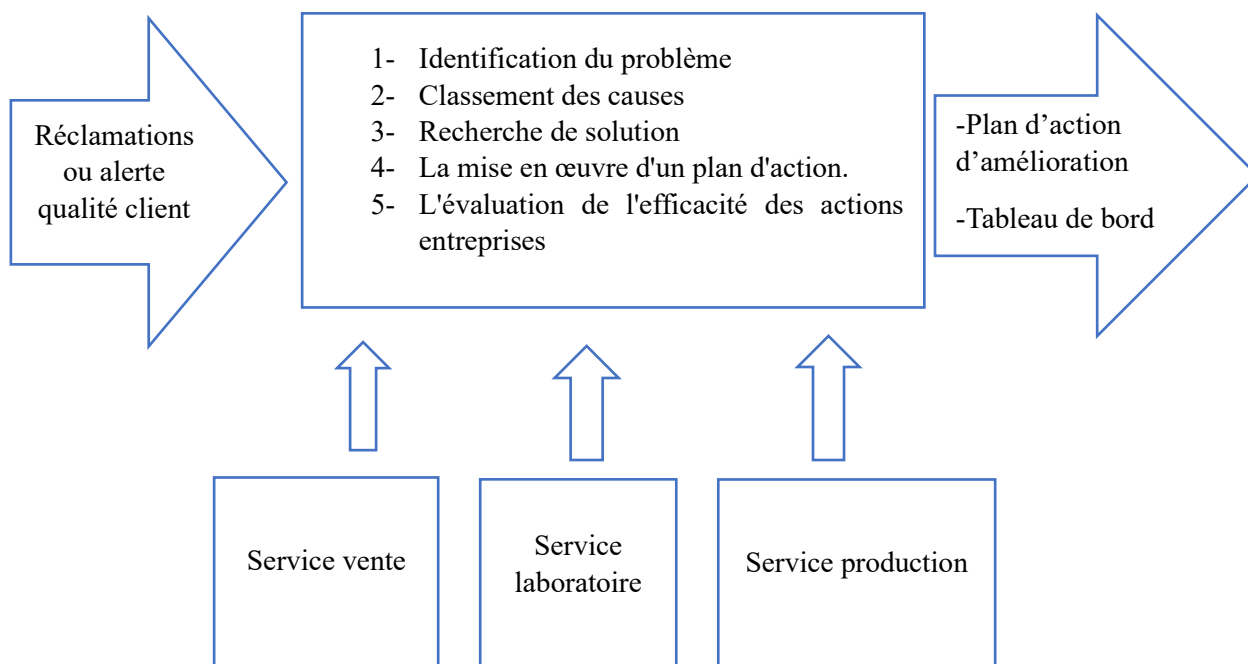 Réclamations
ou alerte
qualité client
1- Identification du problème
2- Classement des causes
3- Recherche de solution
4- La mise en œuvre d'un plan d'action.
5- L'évaluation de l'efficacité des actions
entreprises
-Plan d’action
d’amélioration
-Tableau de bord
Service vente
Service
laboratoire
Service production